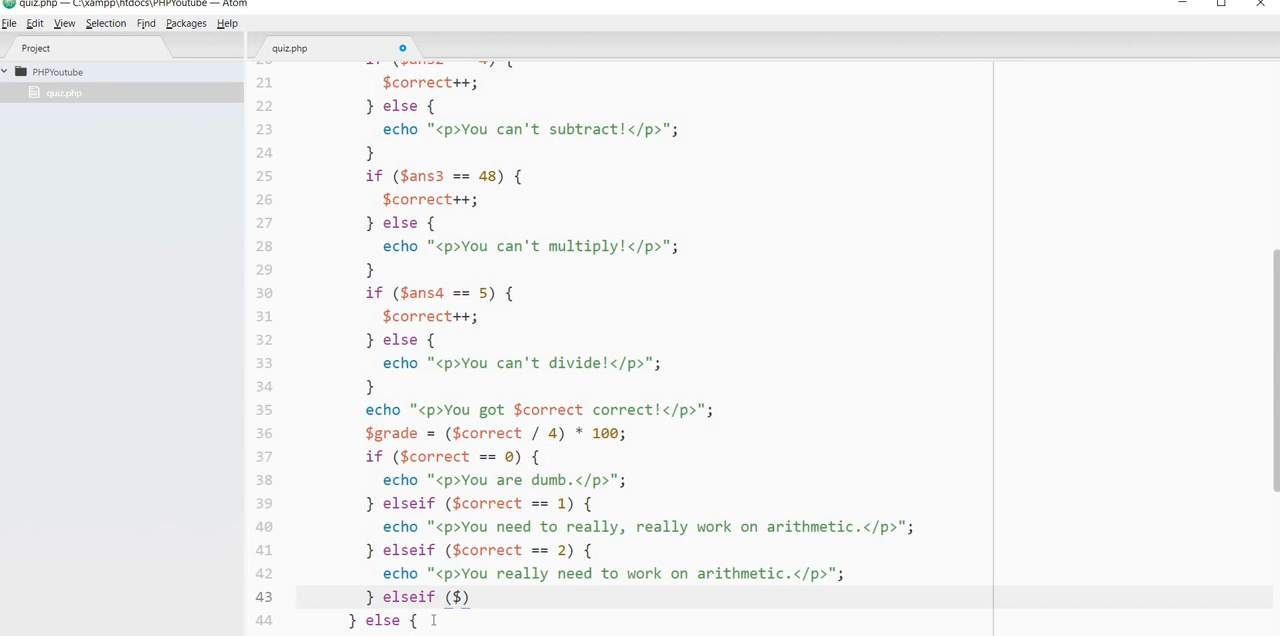 quiz.php — C:\xampp\htdocs\PHPYoutube — Atom
File Edit View Selection Find Packages Help
Project
quiz.php
PHPYoutube
quiz.php
20 if ($ans2 == 4) {
21 $correct++;
22 } else {
23 echo "<p>You can't subtract!</p>";
24 }
25 if ($ans3 == 48) {
26 $correct++;
27 } else {
28 echo "<p>You can't multiply!</p>";
29 }
30 if ($ans4 == 5) {
31 $correct++;
32 } else {
33 echo "<p>You can't divide!</p>";
34 }
35 echo "<p>You got $correct correct!</p>";
36 $grade = ($correct / 4) * 100;
37 if ($correct == 0) {
38 echo "<p>You are dumb.</p>";
39 } elseif ($correct == 1) {
40 echo "<p>You need to really, really work on arithmetic.</p>";
41 } elseif ($correct == 2) {
42 echo "<p>You really need to work on arithmetic.</p>";
43 } elseif ($)
44 } else {